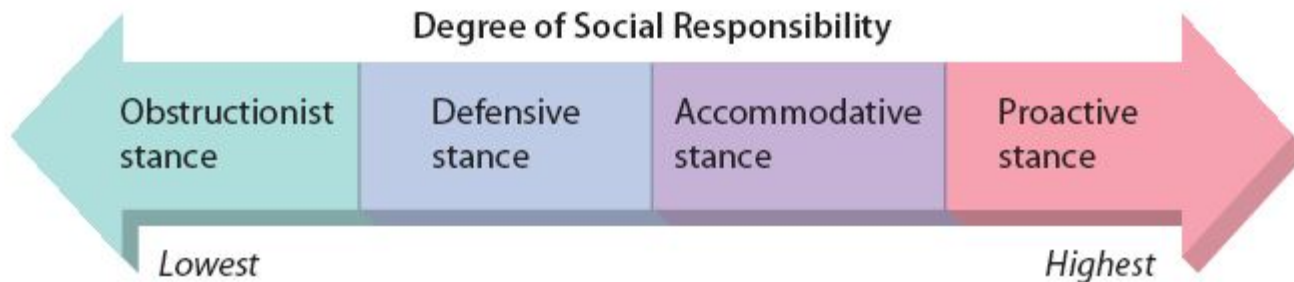 Degree of Social Responsibility
Obstructionist
stance
Defensive
stance
Accommodative
stance
Proactive
stance
Lowest
Highest